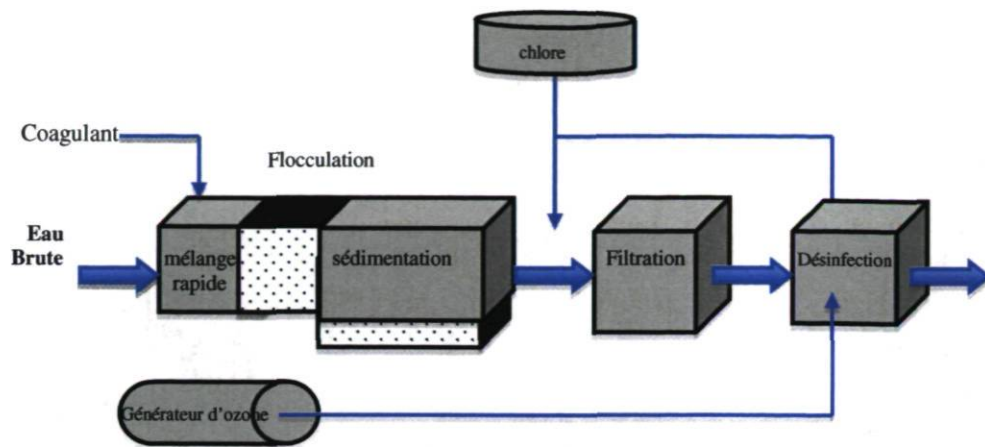 chlore
Coagulant
Flocculation
Eau
Brute
mélange
rapide
sédimentation
Filtration
Désinfection
Générateur d'ozone